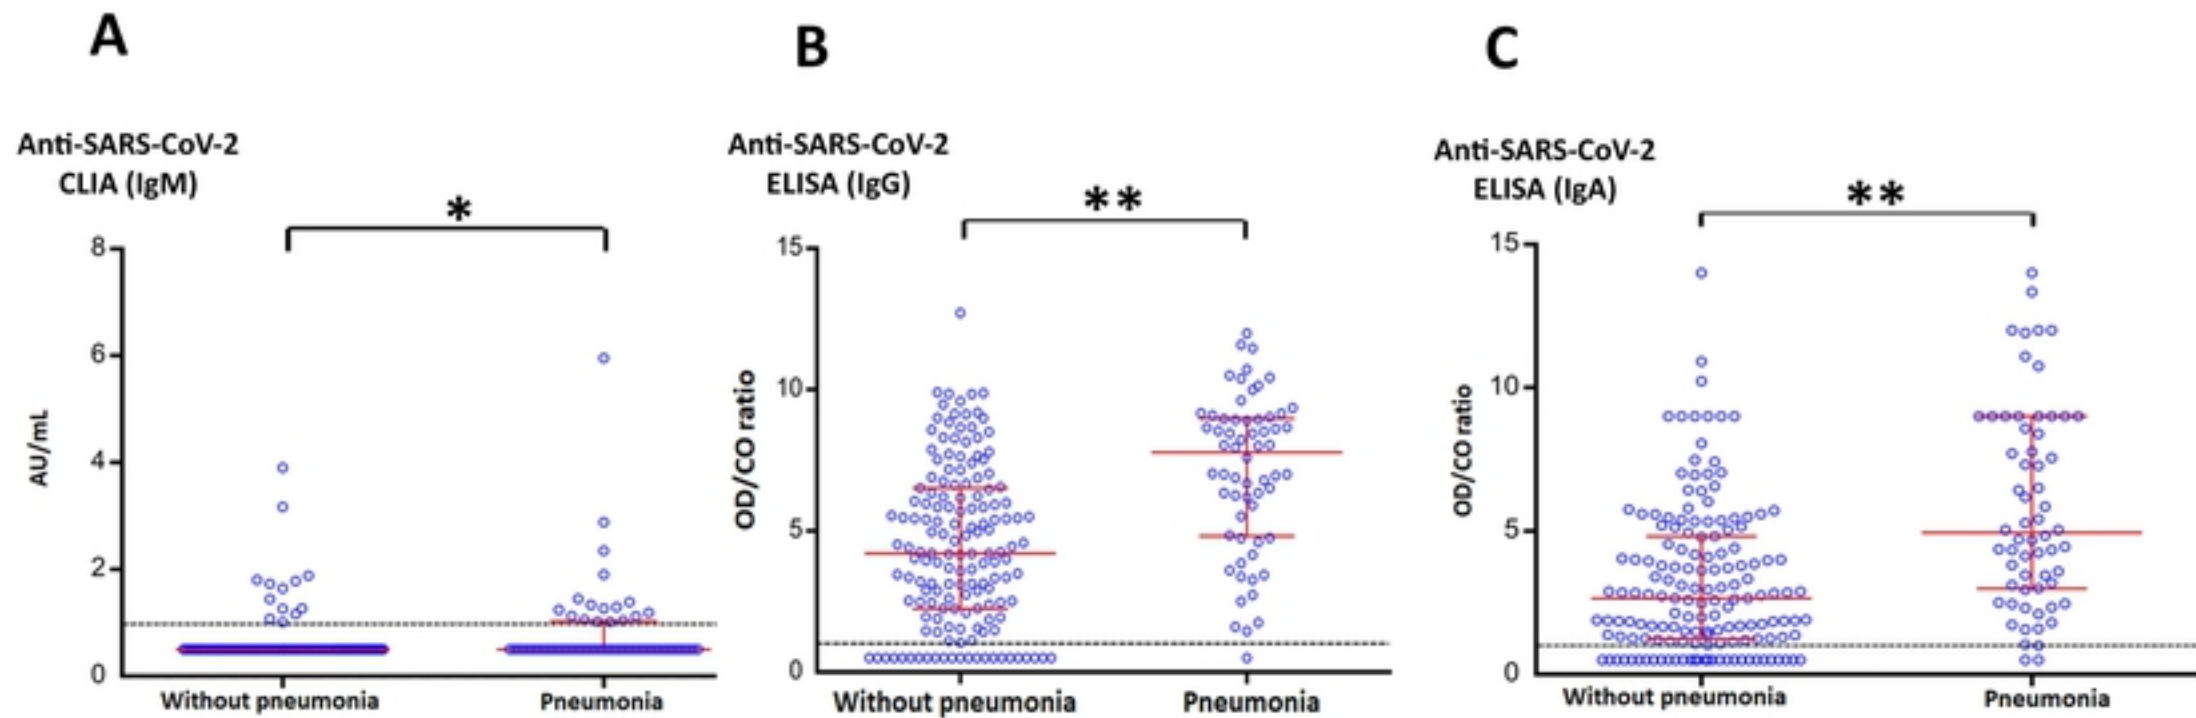 A
Anti-SARS-CoV-2
CLIA (IgM)
*
8
6
4
2
0
AU/mL
Without pneumonia
Pneumonia
B
Anti-SARS-CoV-2
ELISA (IgG)
**
15
10
5
0
OD/CO ratio
Without pneumonia
Pneumonia
C
Anti-SARS-CoV-2
ELISA (IgA)
**
15
10
5
0
OD/CO ratio
Without pneumonia
Pneumonia